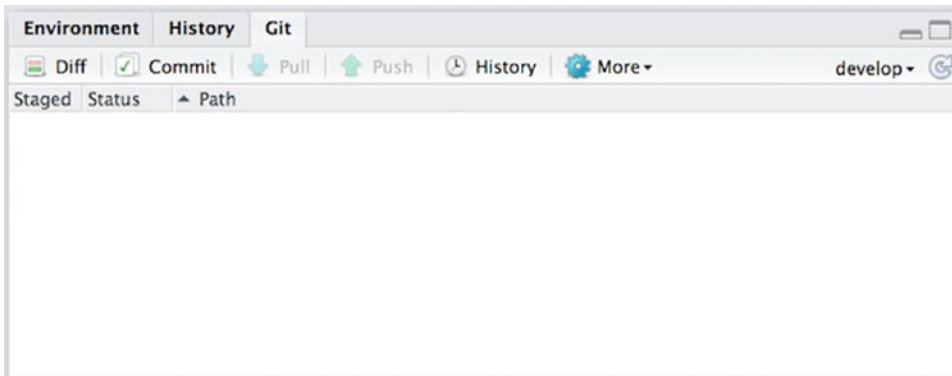 Environment History Git
Diff Commit Pull Push History More develop
Staged Status Path